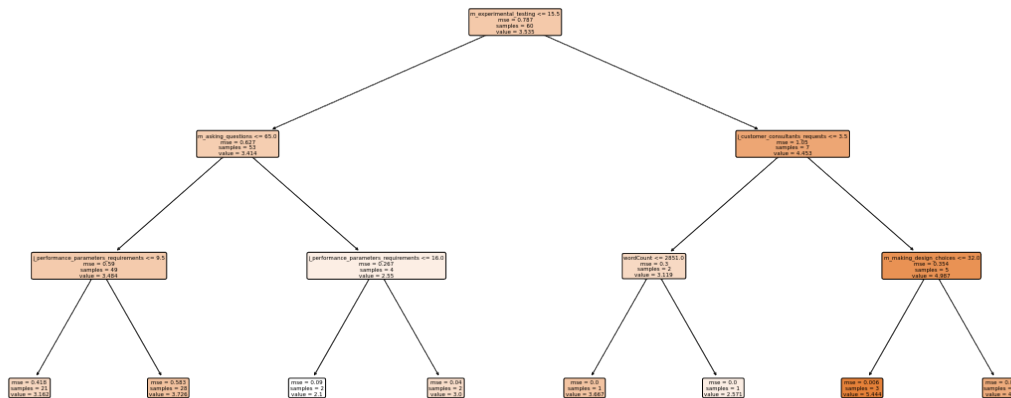 m_experimental_testing <= 15.5
mse = 0.787
samples = 60
value = 3.535
m_asking_questions <= 65.0
mse = 0.627
samples = 53
value = 3.414
j_customer_consultants_requests <= 3.5
mse = 1.05
samples = 7
value = 4.453
j_performance_parameters_requirements <= 9.5
mse = 0.59
samples = 49
value = 3.484
j_performance_parameters_requirements <= 16.0
mse = 0.267
samples = 4
value = 2.55
wordCount <= 2851.0
mse = 0.3
samples = 2
value = 3.119
m_making_design_choices <= 32.0
mse = 0.354
samples = 5
value = 4.987
mse = 0.418
samples = 21
value = 3.162
mse = 0.583
samples = 28
value = 3.726
mse = 0.09
samples = 2
value = 2.1
mse = 0.04
samples = 2
value = 3.0
mse = 0.0
samples = 1
value = 3.667
mse = 0.0
samples = 1
value = 2.571
mse = 0.006
samples = 3
value = 5.444
mse =
samples =
value =